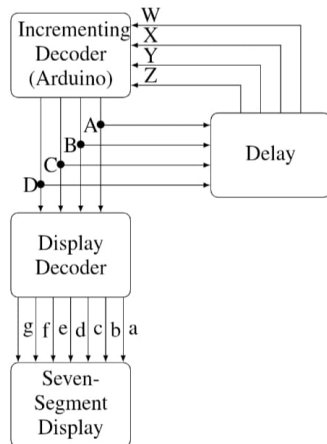 Incrementing
Decoder
(Arduino)
W
X
Y
Z
A
B
C
D
Delay
Display
Decoder
g f e d c b a
Seven-
Segment
Display